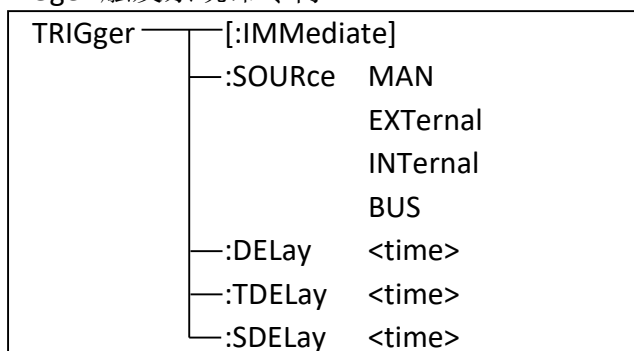 TRIGger [:IMMediate]
:SOURce MAN
EXTernal
INTernal
BUS
:DELay <time>
:TDELay <time>
:SDELay <time>